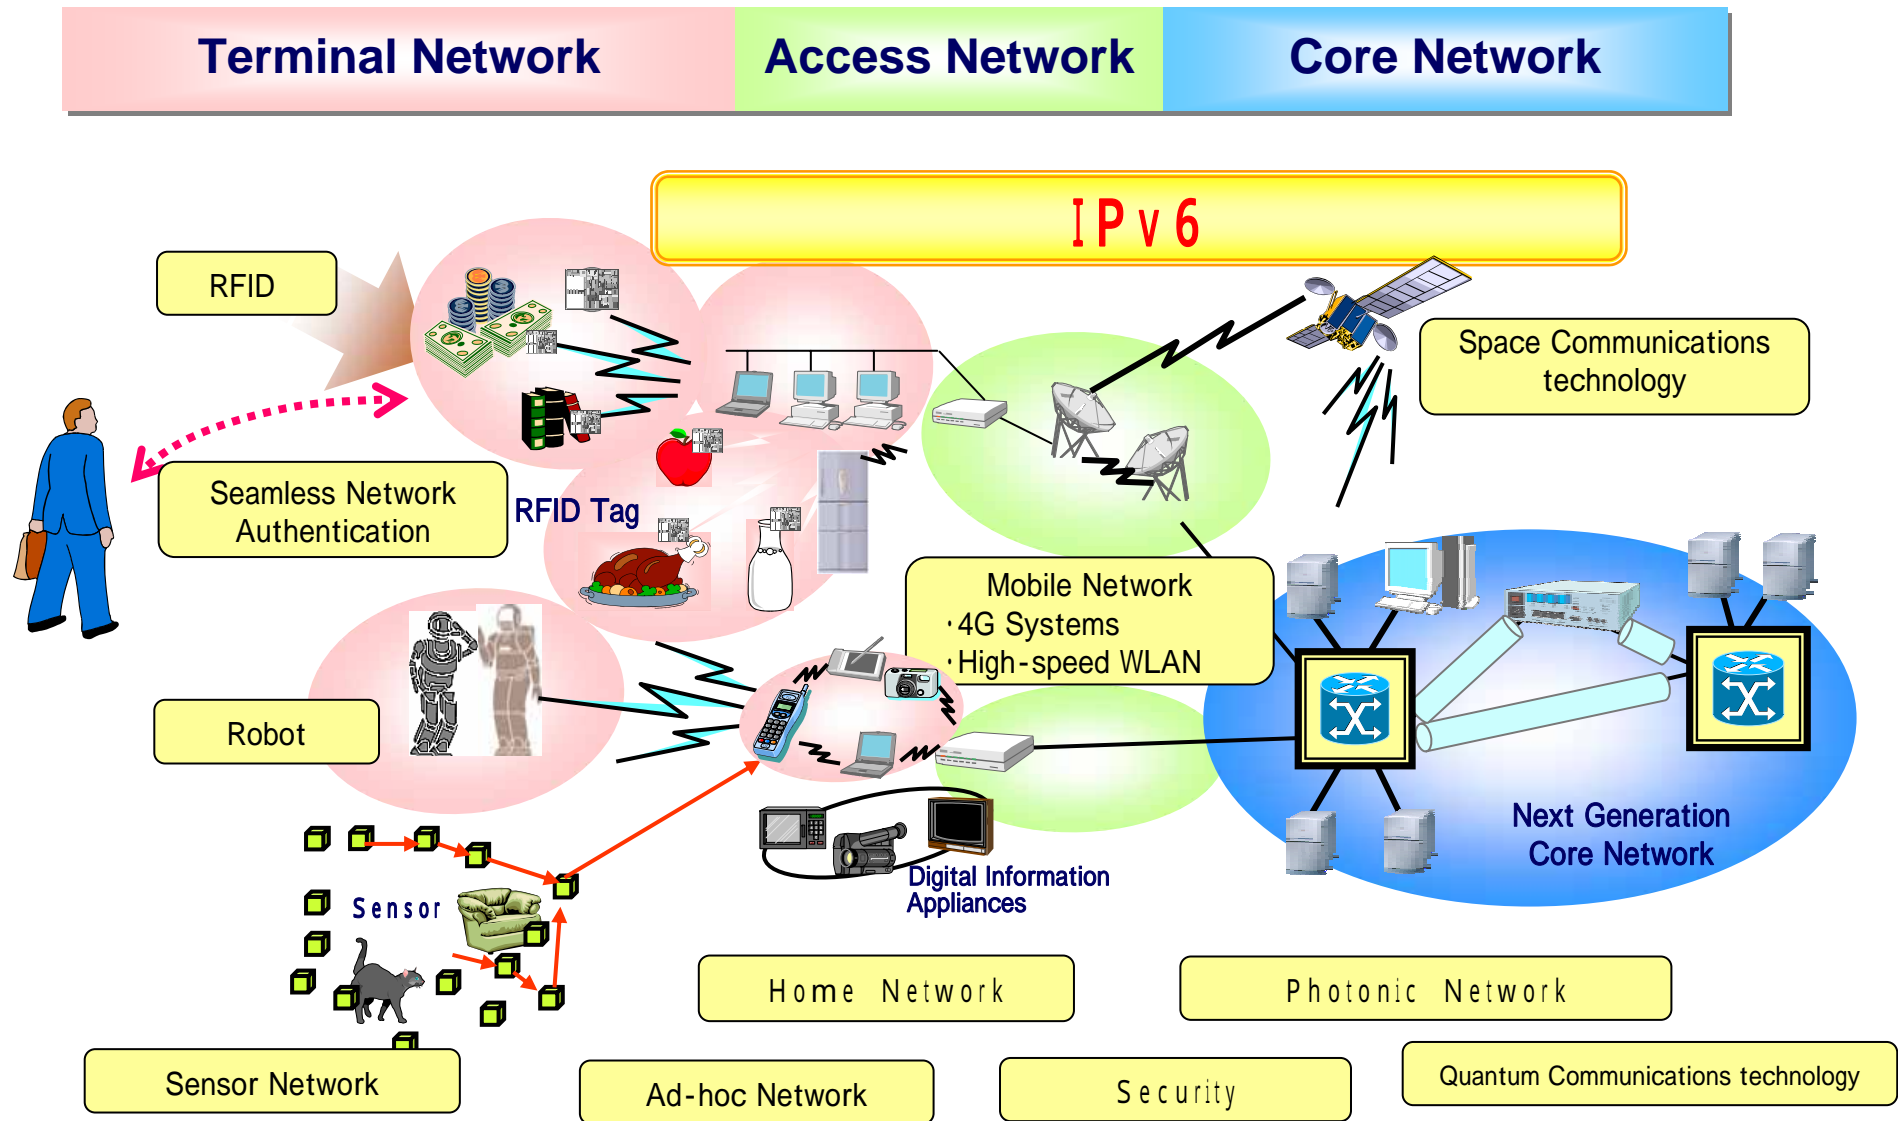 Terminal Network
Access Network
Core Network
IPv6
RFID
Space Communications
technology
Seamless Network
Authentication
RFID Tag
Mobile Network
・4G Systems
・High-speed WLAN
Robot
Next Generation
Core Network
Digital Information
Appliances
Sensor
Home Network
Photonic Network
Sensor Network
Ad-hoc Network
Security
Quantum Communications technology